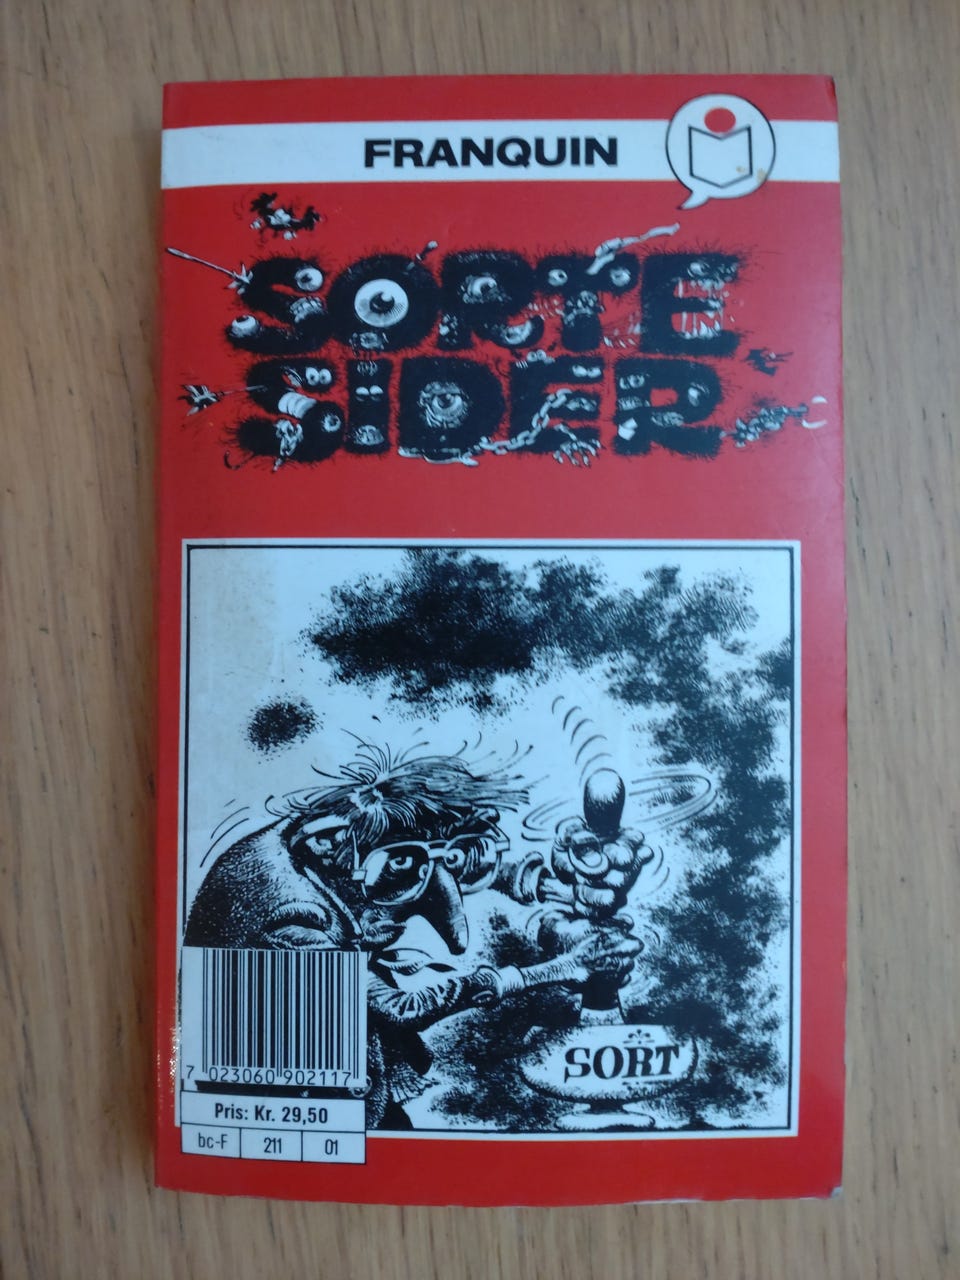 FRANQUIN
SORTE
SIDER
SORT
7 023060 902117
Pris: Kr. 29,50
bc-F 211 01